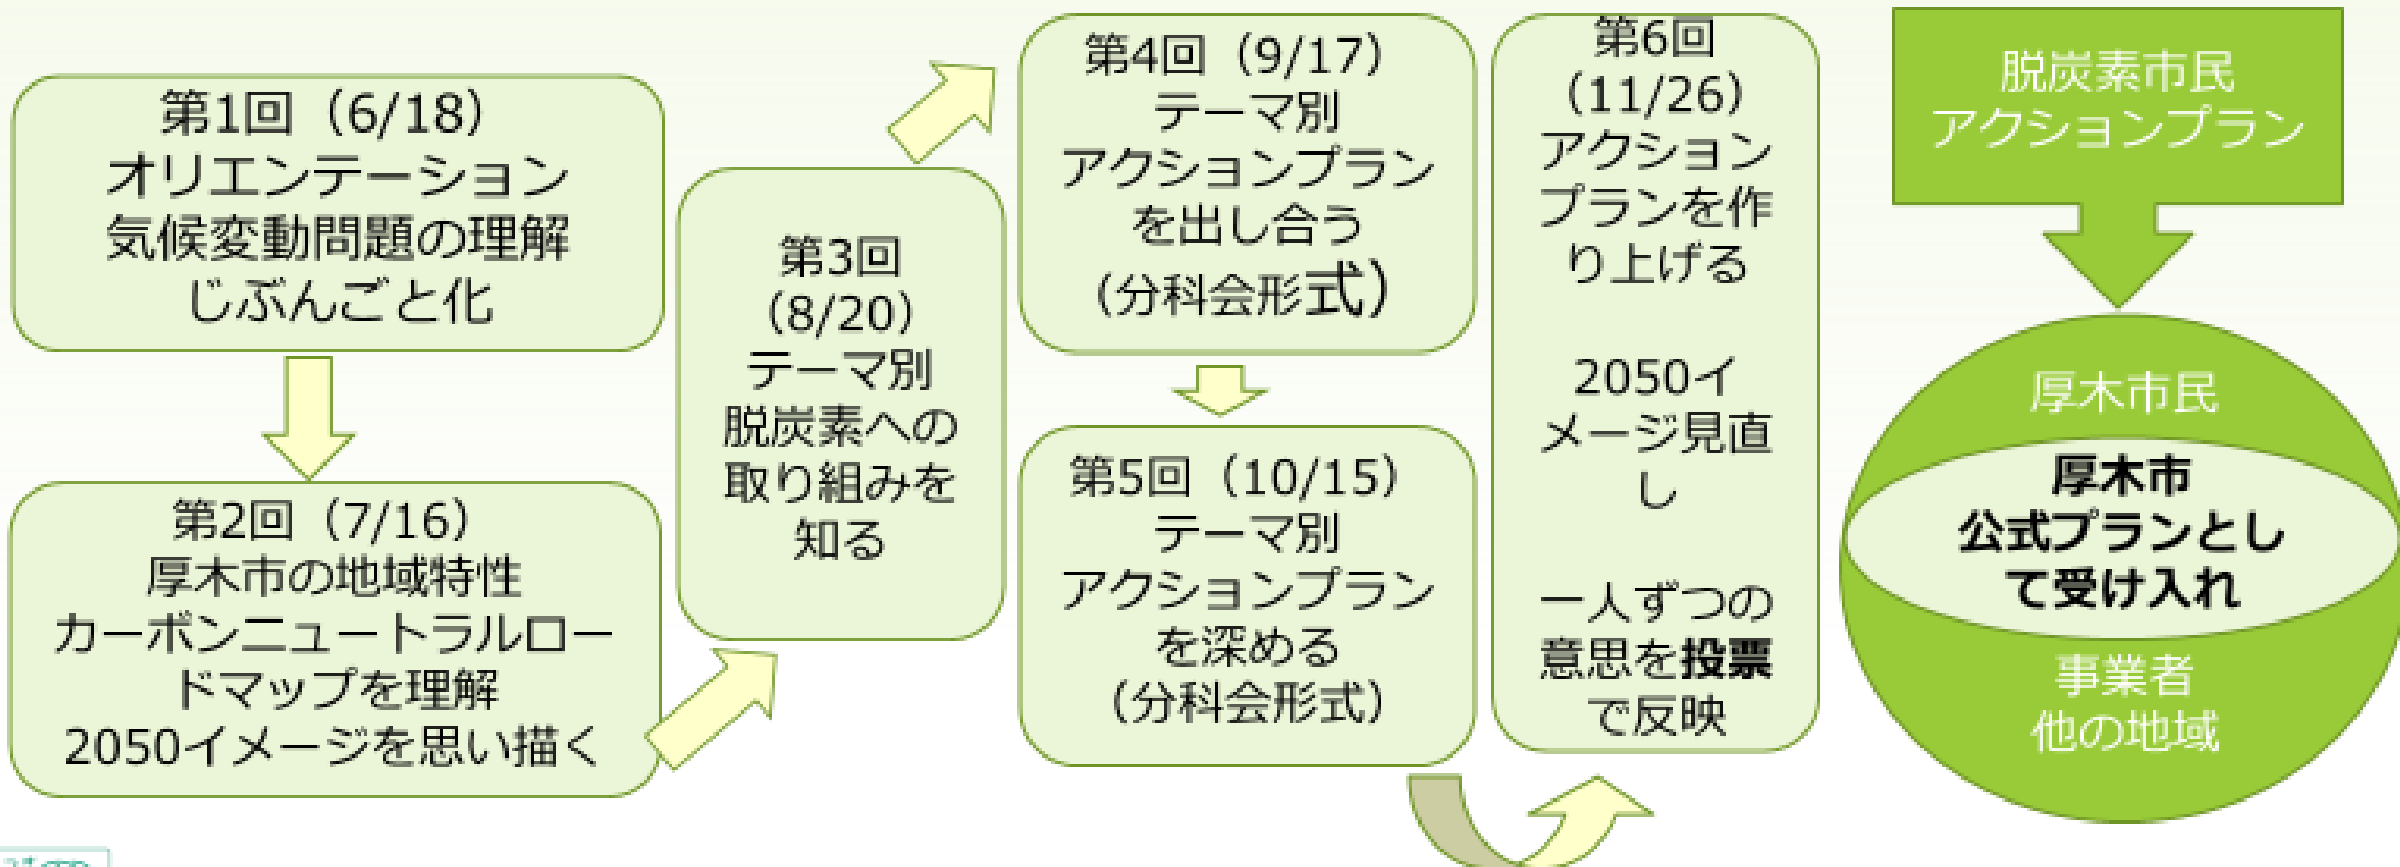 第1回（6/18）
オリエンテーション
気候変動問題の理解
じぶんごと化
第2回（7/16）
厚木市の地域特性
カーボンニュートラルロー
ドマップを理解
2050イメージを思い描く
第3回
（8/20）
テーマ別
脱炭素への
取り組みを
知る
第4回（9/17）
テーマ別
アクションプラン
を出し合う
（分科会形式）
第5回（10/15）
テーマ別
アクションプラン
を深める
（分科会形式）
第6回
（11/26）
アクション
プランを作
り上げる
2050イ
メージ見直
し
一人ずつの
意思を投票
で反映
脱炭素市民
アクションプラン
厚木市民
厚木市
公式プランとし
て受け入れ
事業者
他の地域